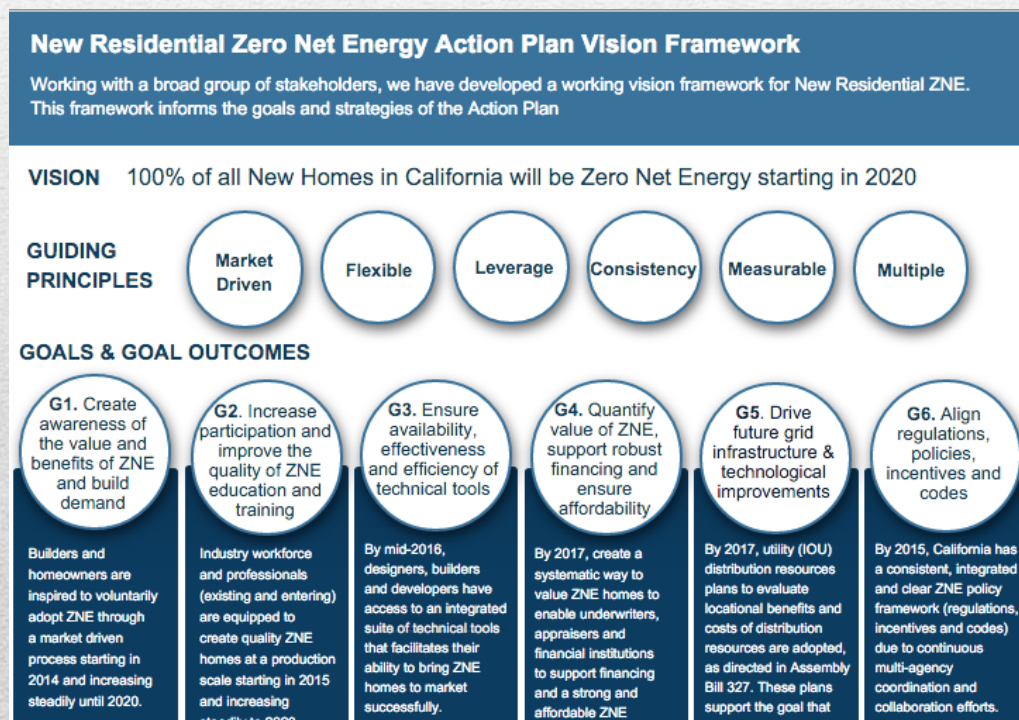 New Residential Zero Net Energy Action Plan Vision Framework
Working with a broad group of stakeholders, we have developed a working vision framework for New Residential ZNE.
This framework informs the goals and strategies of the Action Plan
VISION 100% of all New Homes in California will be Zero Net Energy starting in 2020
GUIDING
PRINCIPLES
Market
Driven
Flexible
Leverage
Consistency
Measurable
Multiple
GOALS & GOAL OUTCOMES
G1. Create
awareness of
the value and
benefits of ZNE
and build
demand
Builders and
homeowners are
inspired to voluntarily
adopt ZNE through
a market driven
process starting in
2014 and increasing
steadily until 2020.
G2. Increase
participation and
improve the
quality of ZNE
education and
training
Industry workforce
and professionals
(existing and entering)
are equipped to
create quality ZNE
homes at a production
scale starting in 2015
and increasing
G3. Ensure
availability,
effectiveness
and efficiency of
technical tools
By mid-2016,
designers, builders
and developers have
access to an integrated
suite of technical tools
that facilitates their
ability to bring ZNE
homes to market
successfully.
G4. Quantify
value of ZNE,
support robust
financing and
ensure
affordability
By 2017, create a
systematic way to
value ZNE homes to
enable underwriters,
appraisers and
financial institutions
to support financing
and a strong and
affordable ZNE
G5. Drive
future grid
infrastructure &
technological
improvements
By 2017, utility (IOU)
distribution resources
plans to evaluate
locational benefits and
costs of distribution
resources are adopted,
as directed in Assembly
Bill 327. These plans
support the goal that
G6. Align
regulations,
policies,
incentives and
codes
By 2015, California has
a consistent, integrated
and clear ZNE policy
framework (regulations,
incentives and codes)
due to continuous
multi-agency
coordination and
collaboration efforts.